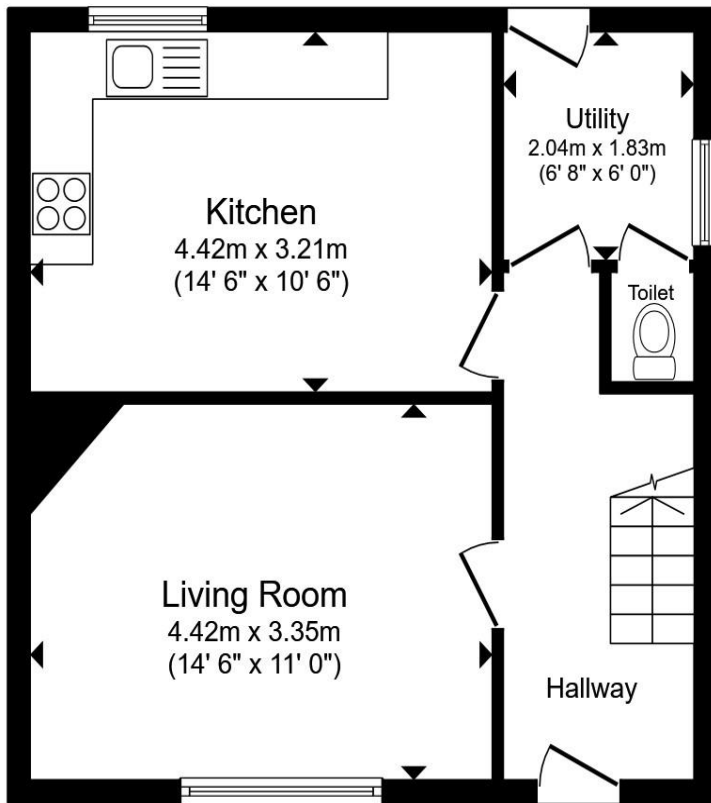 Utility
2.04m x 1.83m
(6' 8" x 6' 0")
Kitchen
4.42m x 3.21m
(14' 6" x 10' 6")
Toilet
Living Room
4.42m x 3.35m
(14' 6" x 11' 0")
Hallway